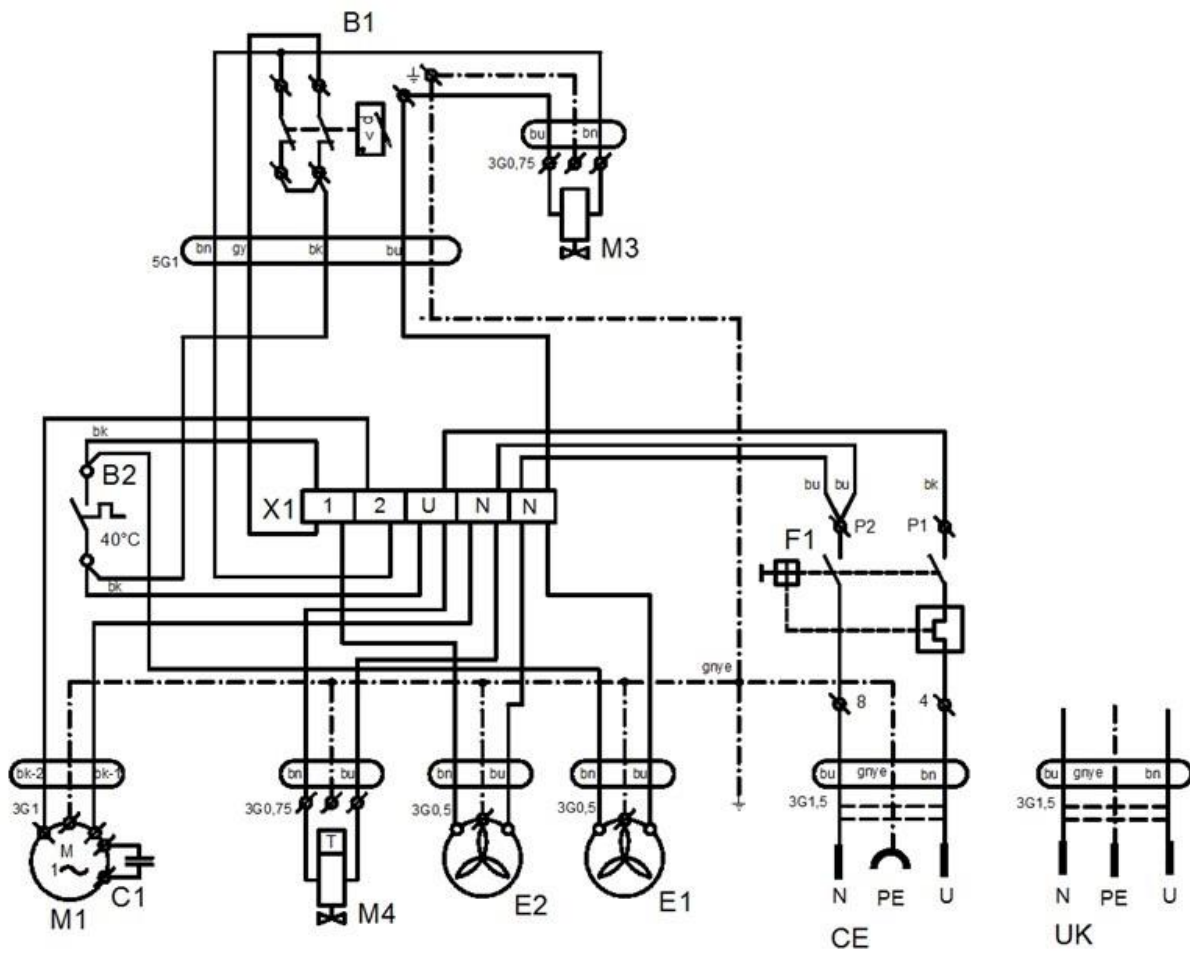 B1
bu bn
3G0,75
M3
p
v
bn gy bk bu
5G1
bk
B2
40°C
bk
X1 1 2 U N N
bu bu bk
P2 P1
F1
gnye
8 4
bk-2 bk-1
3G1
M
1
M1
C1
bn bu
3G0,75
T
M4
bn bu
3G0,5
E2
bn bu
3G0,5
E1
bu gnye bn
3G1,5
N PE U
CE
bu gnye bn
3G1,5
N PE U
UK